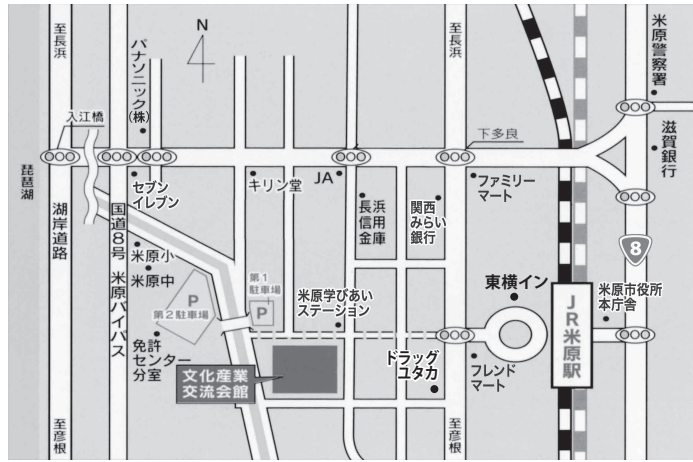 至長浜
パナソニック
(株)
N
至長浜
米原警察署
入江橋
下多良
滋賀銀行
琵琶湖
湖岸道路
セブン
イレブン
国道8号 米原バイパス
キリン堂
JA
長浜
信用
金庫
関西
みらい
銀行
ファミリー
マート
8
米原小
米原中
P
第2駐車場
第1
駐車場
P
米原学びあい
ステーション
東横イン
JR米原駅
米原市役所
本庁舎
免許
センター
分室
文化産業
交流会館
ドラッグ
ユタカ
フレンド
マート
至彦根
至彦根